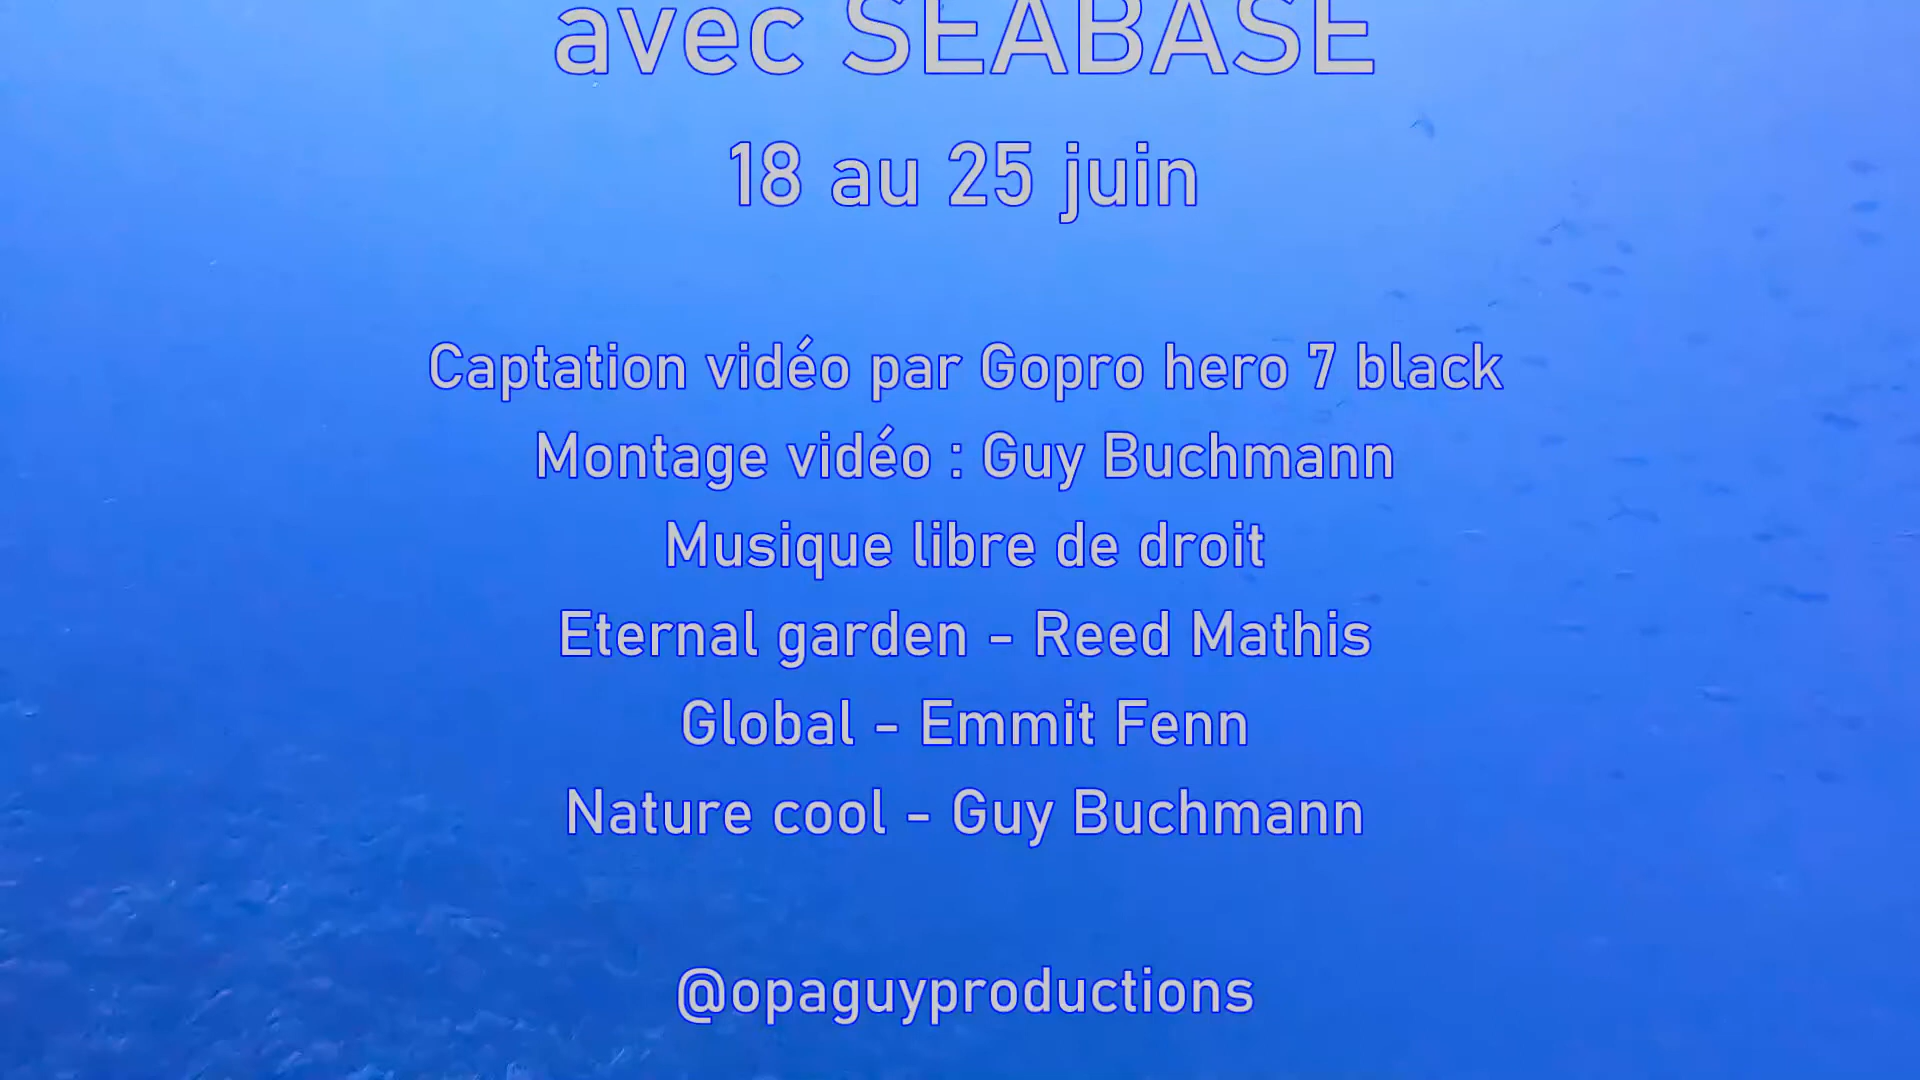 avec SEABASE
18 au 25 juin
Captation vidéo par Gopro hero 7 black
Montage vidéo : Guy Buchmann
Musique libre de droit
Eternal garden - Reed Mathis
Global - Emmit Fenn
Nature cool - Guy Buchmann
@opaguyproductions